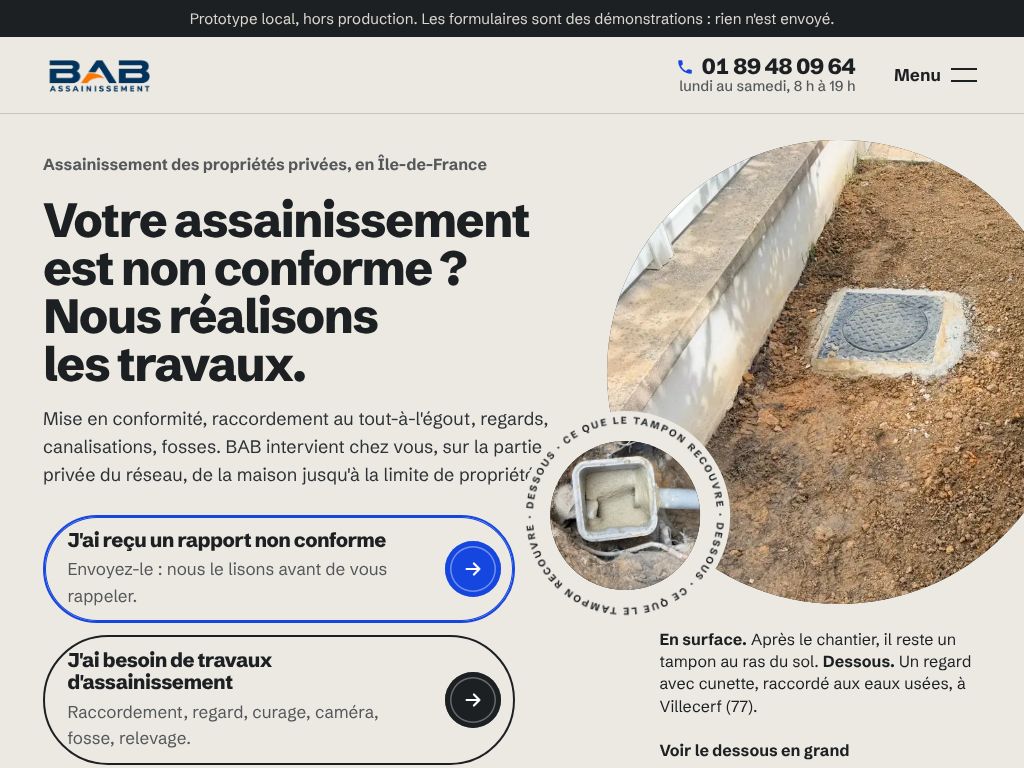 Prototype local, hors production. Les formulaires sont des démonstrations : rien n'est envoyé.
BAB
ASSAINISSEMENT
01 89 48 09 64
lundi au samedi, 8 h à 19 h
Menu
Assainissement des propriétés privées, en Île-de-France
Votre assainissement
est non conforme ?
Nous réalisons
les travaux.
Mise en conformité, raccordement au tout-à-l'égout, regards,
canalisations, fosses. BAB intervient chez vous, sur la partie
privée du réseau, de la maison jusqu'à la limite de propriété
DESSOUS · CE QUE LE TAMPON RECOUVRE · DESSOUS · CE QUE LE TAMPON RECOUVRE ·
J'ai reçu un rapport non conforme
Envoyez-le : nous le lisons avant de vous
rappeler.
J'ai besoin de travaux
d'assainissement
Raccordement, regard, curage, caméra,
fosse, relevage.
En surface. Après le chantier, il reste un
tampon au ras du sol. Dessous. Un regard
avec cunette, raccordé aux eaux usées, à
Villecerf (77).
Voir le dessous en grand